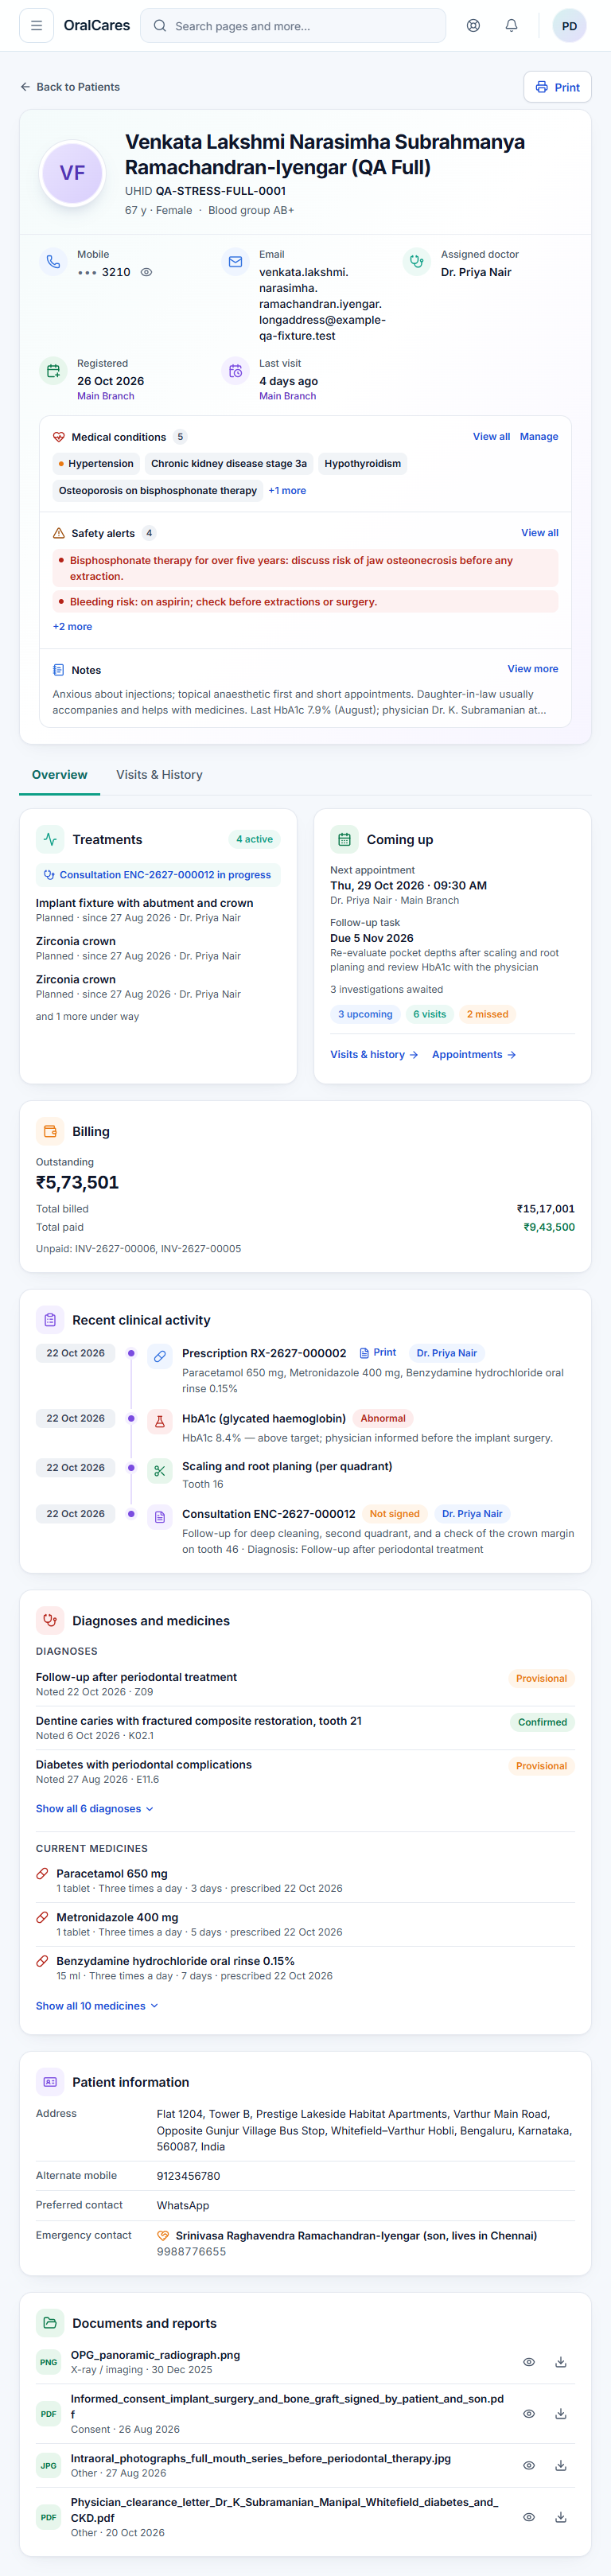 OralCares
Search pages and more...
PD
Back to Patients
Print
VF
Venkata Lakshmi Narasimha Subrahmanya
Ramachandran-Iyengar (QA Full)
UHID QA-STRESS-FULL-0001
67 y · Female · Blood group AB+
Mobile
••• 3210
Email
venkata.lakshmi.
narasimha.
ramachandran.iyengar.
longaddress@example-
qa-fixture.test
Assigned doctor
Dr. Priya Nair
Registered
26 Oct 2026
Main Branch
Last visit
4 days ago
Main Branch
Medical conditions 5
View all Manage
Hypertension Chronic kidney disease stage 3a Hypothyroidism
Osteoporosis on bisphosphonate therapy +1 more
Safety alerts 4
View all
Bisphosphonate therapy for over five years: discuss risk of jaw osteonecrosis before any
extraction.
Bleeding risk: on aspirin; check before extractions or surgery.
+2 more
Notes
View more
Anxious about injections; topical anaesthetic first and short appointments. Daughter-in-law usually
accompanies and helps with medicines. Last HbA1c 7.9% (August); physician Dr. K. Subramanian at...
Overview Visits & History
Treatments
4 active
Consultation ENC-2627-000012 in progress
Implant fixture with abutment and crown
Planned · since 27 Aug 2026 · Dr. Priya Nair
Zirconia crown
Planned · since 27 Aug 2026 · Dr. Priya Nair
Zirconia crown
Planned · since 27 Aug 2026 · Dr. Priya Nair
and 1 more under way
Coming up
Next appointment
Thu, 29 Oct 2026 · 09:30 AM
Dr. Priya Nair · Main Branch
Follow-up task
Due 5 Nov 2026
Re-evaluate pocket depths after scaling and root
planing and review HbA1c with the physician
3 investigations awaited
3 upcoming 6 visits 2 missed
Visits & history → Appointments →
Billing
Outstanding
₹5,73,501
Total billed ₹15,17,001
Total paid ₹9,43,500
Unpaid: INV-2627-00006, INV-2627-00005
Recent clinical activity
22 Oct 2026
Prescription RX-2627-000002 Print Dr. Priya Nair
Paracetamol 650 mg, Metronidazole 400 mg, Benzydamine hydrochloride oral
rinse 0.15%
22 Oct 2026
HbA1c (glycated haemoglobin) Abnormal
HbA1c 8.4% — above target; physician informed before the implant surgery.
22 Oct 2026
Scaling and root planing (per quadrant)
Tooth 16
22 Oct 2026
Consultation ENC-2627-000012 Not signed Dr. Priya Nair
Follow-up for deep cleaning, second quadrant, and a check of the crown margin
on tooth 46 · Diagnosis: Follow-up after periodontal treatment
Diagnoses and medicines
DIAGNOSES
Follow-up after periodontal treatment Provisional
Noted 22 Oct 2026 · Z09
Dentine caries with fractured composite restoration, tooth 21 Confirmed
Noted 6 Oct 2026 · K02.1
Diabetes with periodontal complications Provisional
Noted 27 Aug 2026 · E11.6
Show all 6 diagnoses
CURRENT MEDICINES
Paracetamol 650 mg
1 tablet · Three times a day · 3 days · prescribed 22 Oct 2026
Metronidazole 400 mg
1 tablet · Three times a day · 5 days · prescribed 22 Oct 2026
Benzydamine hydrochloride oral rinse 0.15%
15 ml · Three times a day · 7 days · prescribed 22 Oct 2026
Show all 10 medicines
Patient information
Address
Flat 1204, Tower B, Prestige Lakeside Habitat Apartments, Varthur Main Road,
Opposite Gunjur Village Bus Stop, Whitefield–Varthur Hobli, Bengaluru, Karnataka,
560087, India
Alternate mobile 9123456780
Preferred contact WhatsApp
Emergency contact Srinivasa Raghavendra Ramachandran-Iyengar (son, lives in Chennai)
9988776655
Documents and reports
PNG
OPG_panoramic_radiograph.png
X-ray / imaging · 30 Dec 2025
PDF
Informed_consent_implant_surgery_and_bone_graft_signed_by_patient_and_son.pd
f
Consent · 26 Aug 2026
JPG
Intraoral_photographs_full_mouth_series_before_periodontal_therapy.jpg
Other · 27 Aug 2026
PDF
Physician_clearance_letter_Dr_K_Subramanian_Manipal_Whitefield_diabetes_and_
CKD.pdf
Other · 20 Oct 2026